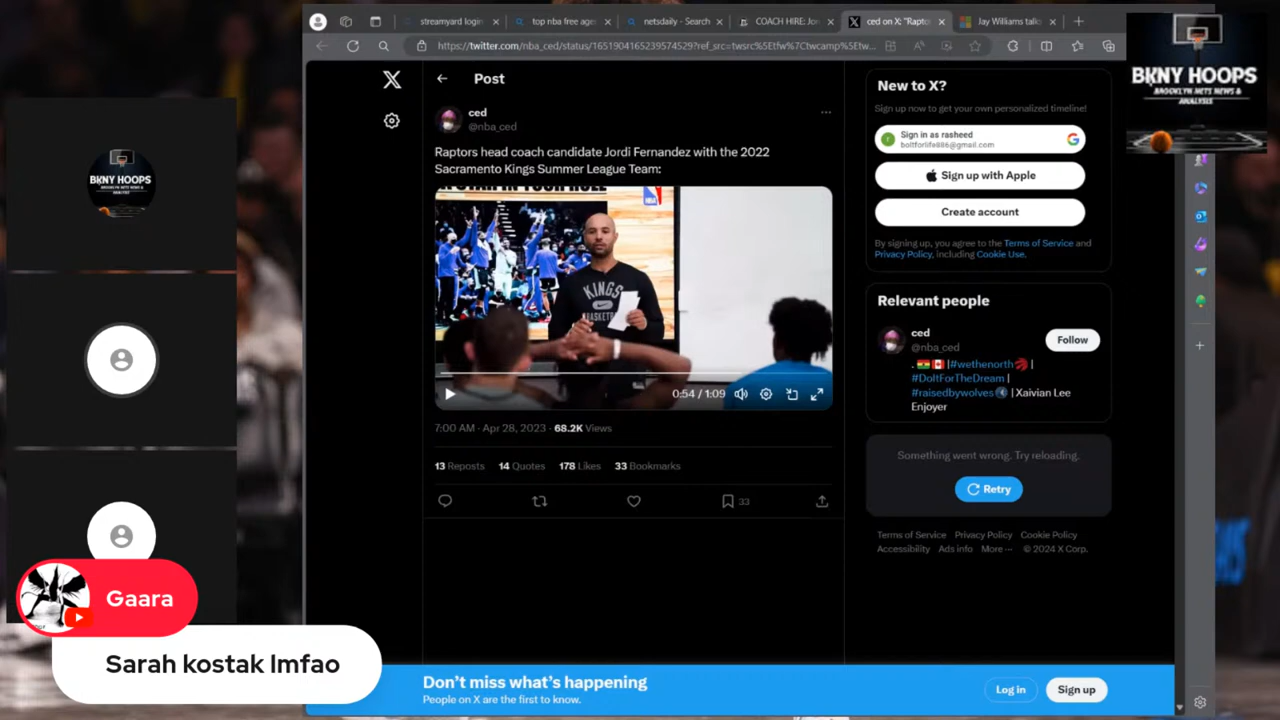 streamyard login
top nba free age
netsdaily - Search
COACH HIRE: Jor
ced on X: "Rapto
Jay Williams talks
https://twitter.com/nba_ced/status/1651904165239574529?ref_src=twsrc%5Etfw%7Ctwcamp%5Etw...
BKNY HOOPS
BROOKLYN NETS NEWS &
ANALYSIS
BKNY HOOPS
Post
ced
@nba_ced
Raptors head coach candidate Jordi Fernandez with the 2022
Sacramento Kings Summer League Team:
KINGS
BASKETBALL
0:54 / 1:09
7:00 AM · Apr 28, 2023 · 68.2K Views
13 Reposts 14 Quotes 178 Likes 33 Bookmarks
33
New to X?
Sign up now to get your own personalized timeline!
Sign in as rasheed
boltforlife886@gmail.com
Sign up with Apple
Create account
By signing up, you agree to the Terms of Service and
Privacy Policy, including Cookie Use.
Relevant people
ced
@nba_ced
Follow
. | #wethenorth |
#DoItForTheDream |
#raisedbywolves | Xaivian Lee
Enjoyer
Something went wrong. Try reloading.
Retry
Terms of Service Privacy Policy Cookie Policy
Accessibility Ads info More ··· © 2024 X Corp.
Gaara
Sarah kostak lmfao
Don't miss what's happening
People on X are the first to know.
Log in
Sign up